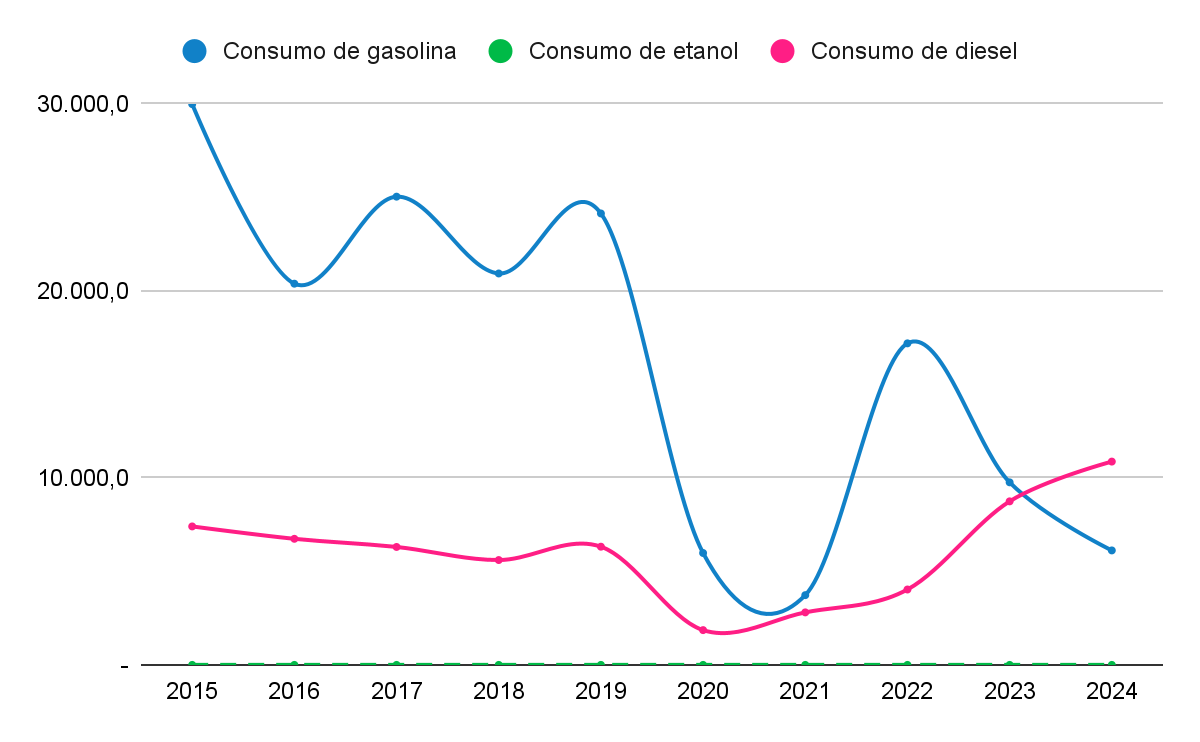 Consumo de gasolina Consumo de etanol Consumo de diesel
30.000,0
20.000,0
10.000,0
-
2015 2016 2017 2018 2019 2020 2021 2022 2023 2024